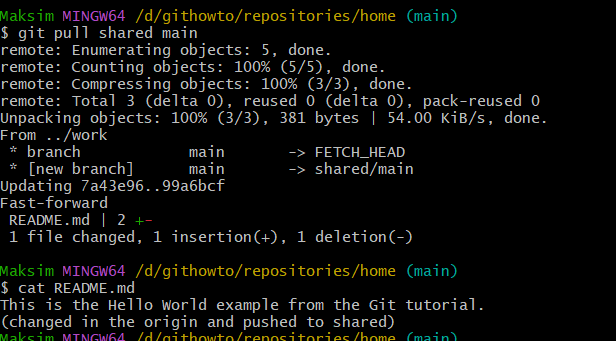 Maksim MINGW64 /d/githowto/repositories/home (main)
$ git pull shared main
remote: Enumerating objects: 5, done.
remote: Counting objects: 100% (5/5), done.
remote: Compressing objects: 100% (3/3), done.
remote: Total 3 (delta 0), reused 0 (delta 0), pack-reused 0
Unpacking objects: 100% (3/3), 381 bytes | 54.00 KiB/s, done.
From ../work
 * branch            main       -> FETCH_HEAD
 * [new branch]      main       -> shared/main
Updating 7a43e96..99a6bcf
Fast-forward
 README.md | 2 +-
 1 file changed, 1 insertion(+), 1 deletion(-)
Maksim MINGW64 /d/githowto/repositories/home (main)
$ cat README.md
This is the Hello World example from the Git tutorial.
(changed in the origin and pushed to shared)
Maksim MINGW64 /d/githowto/repositories/home (main)